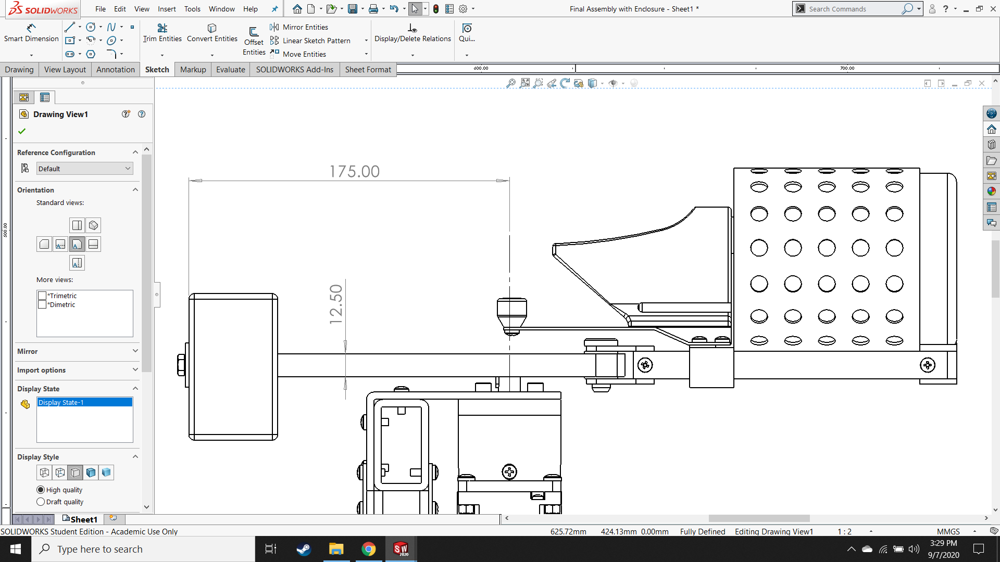 SOLIDWORKS File Edit View Insert Tools Window Help Final Assembly with Enclosure - Sheet1 * Search Commands ?
Smart Dimension Trim Entities Convert Entities Offset Entities Mirror Entities Linear Sketch Pattern Move Entities Display/Delete Relations Qui...
Drawing View Layout Annotation Sketch Markup Evaluate SOLIDWORKS Add-Ins Sheet Format 600.00 700.00
500.00
Drawing View1
Reference Configuration
Default
Orientation
Standard views:
More views:
*Trimetric
*Dimetric
Mirror
Import options
Display State
Display State-1
Display Style
High quality
Draft quality
175.00
12.50
Sheet1
SOLIDWORKS Student Edition - Academic Use Only 625.72mm 424.13mm 0.00mm Fully Defined Editing Drawing View1 1 : 2 MMGS
Type here to search SW 2020 3:29 PM
9/7/2020